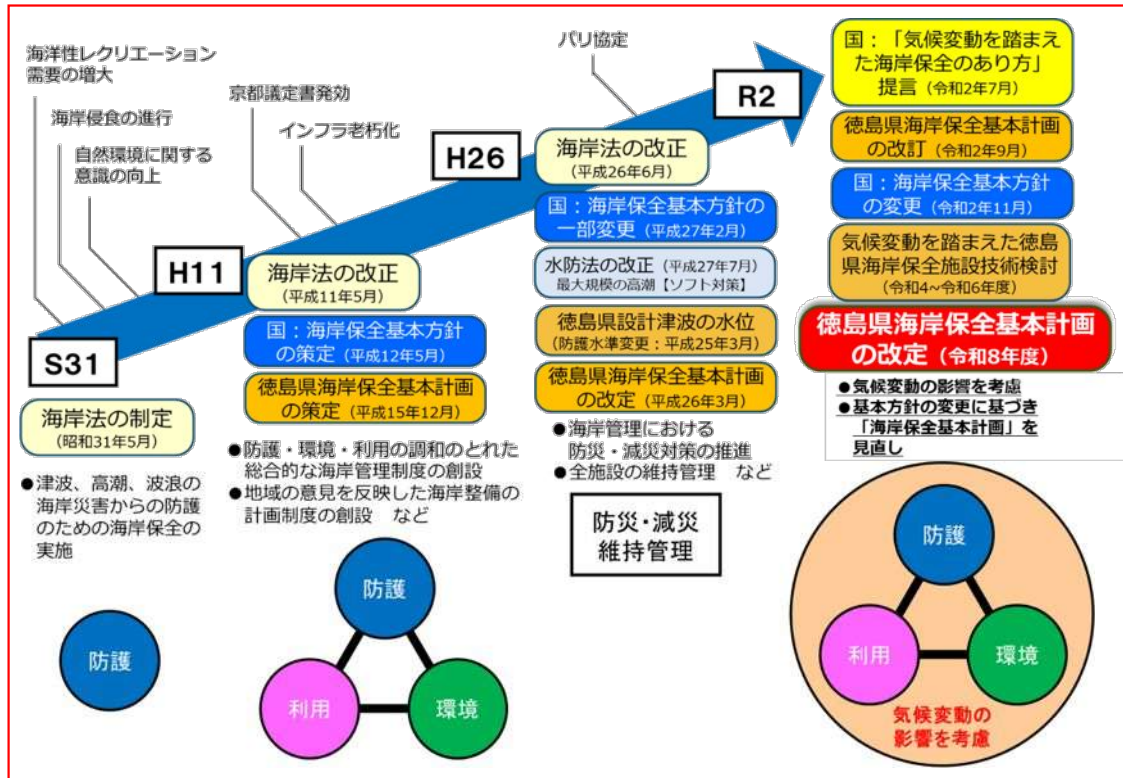 海洋性レクリエーション
需要の増大
海岸侵食の進行
自然環境に関する
意識の向上
京都議定書発効
インフラ老朽化
パリ協定
S31
海岸法の制定
(昭和31年5月)
●津波、高潮、波浪の
海岸災害からの防護
のための海岸保全の
実施
防護
H11
海岸法の改正
(平成11年5月)
国:海岸保全基本方針
の策定(平成12年5月)
徳島県海岸保全基本計画
の策定(平成15年12月)
●防護・環境・利用の調和のとれた
総合的な海岸管理制度の創設
●地域の意見を反映した海岸整備の
計画制度の創設 など
防護
利用
環境
H26
海岸法の改正
(平成26年6月)
国:海岸保全基本方針の
一部変更(平成27年2月)
水防法の改正(平成27年7月)
最大規模の高潮【ソフト対策】
徳島県設計津波の水位
(防護水準変更:平成25年3月)
徳島県海岸保全基本計画
の改定(平成26年3月)
●海岸管理における
防災・減災対策の推進
●全施設の維持管理 など
防災・減災
維持管理
R2
国:「気候変動を踏まえ
た海岸保全のあり方」
提言(令和2年7月)
徳島県海岸保全基本計画
の改訂(令和2年9月)
国:海岸保全基本方針
の変更(令和2年11月)
気候変動を踏まえた徳島
県海岸保全施設技術検討
(令和4~令和6年度)
徳島県海岸保全基本計画
の改定(令和8年度)
●気候変動の影響を考慮
●基本方針の変更に基づき
「海岸保全基本計画」を
見直し
防護
利用
環境
気候変動の
影響を考慮